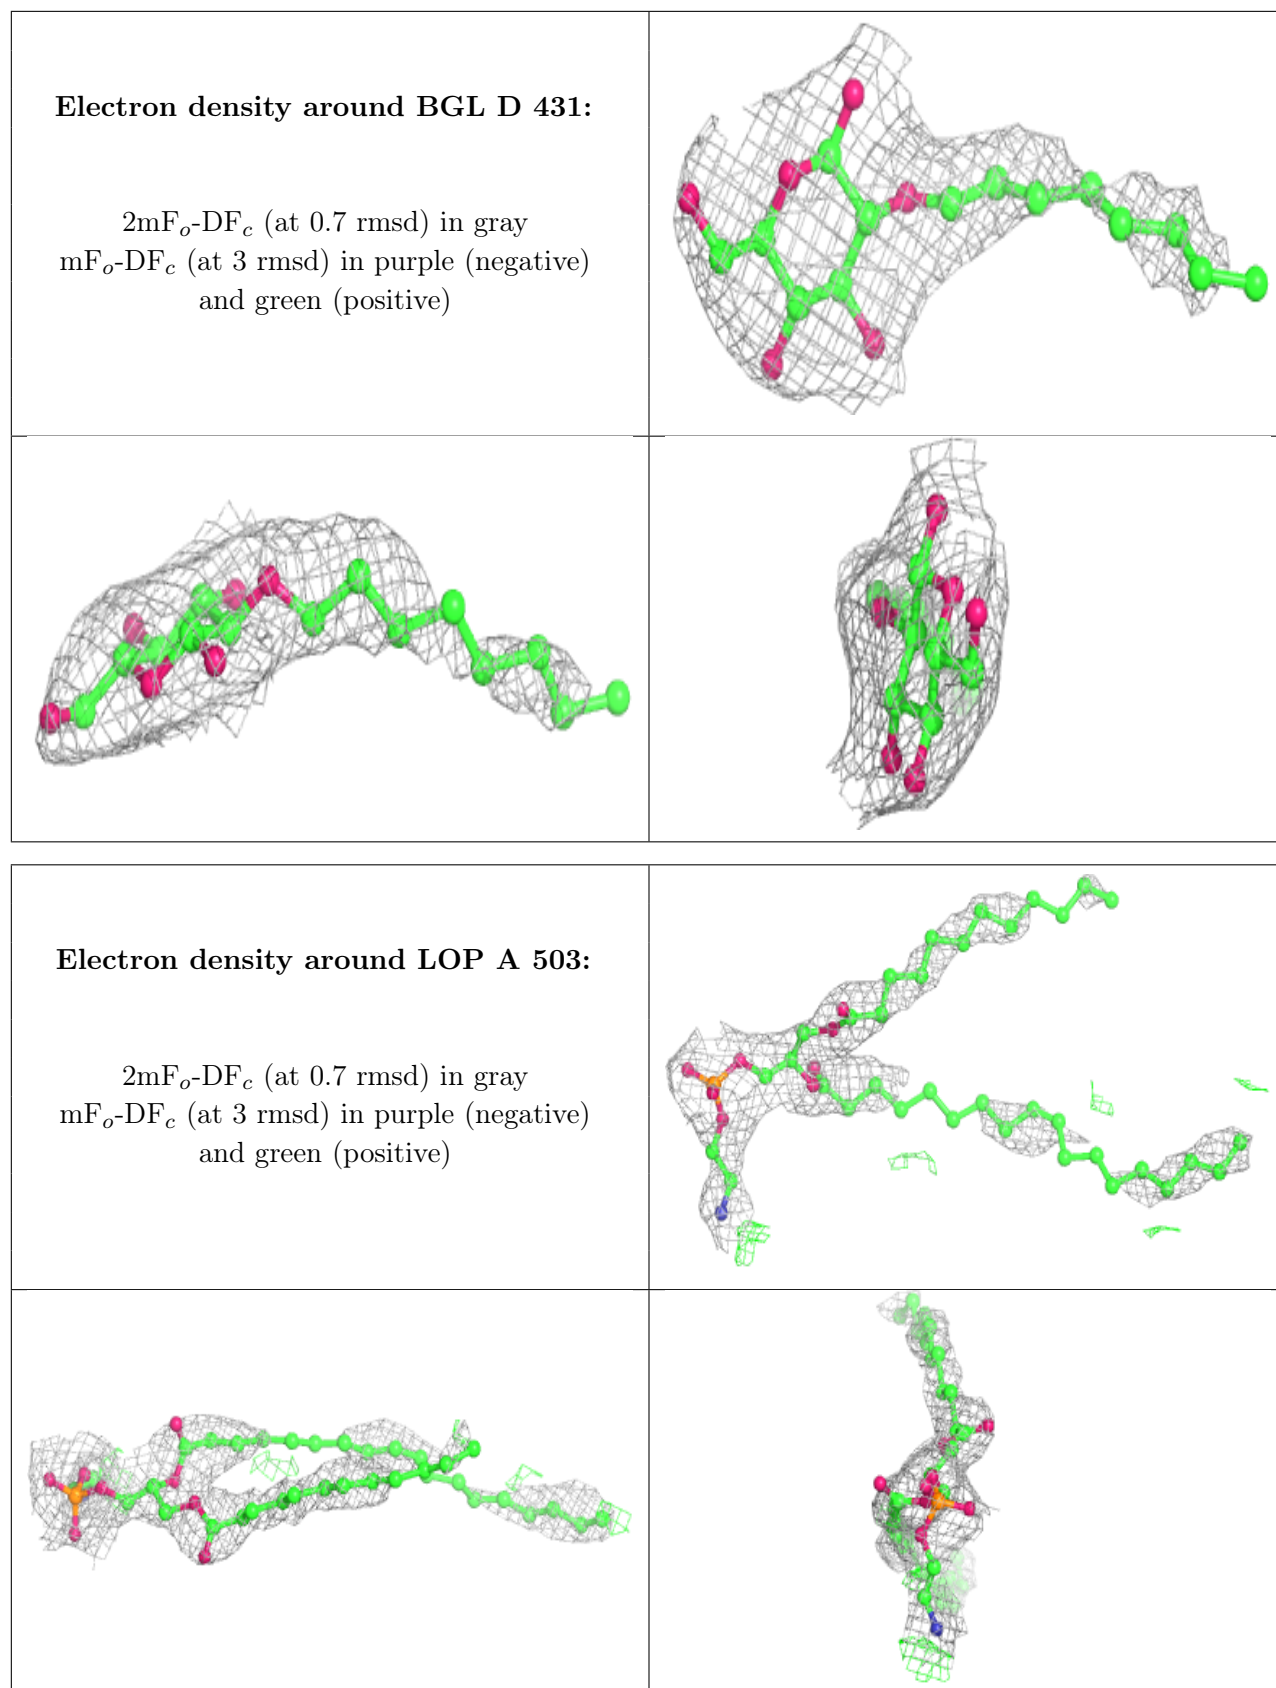 Electron density around BGL D 431:
2mFo-DFc (at 0.7 rmsd) in gray
mFo-DFc (at 3 rmsd) in purple (negative)
and green (positive)
Electron density around LOP A 503:
2mFo-DFc (at 0.7 rmsd) in gray
mFo-DFc (at 3 rmsd) in purple (negative)
and green (positive)